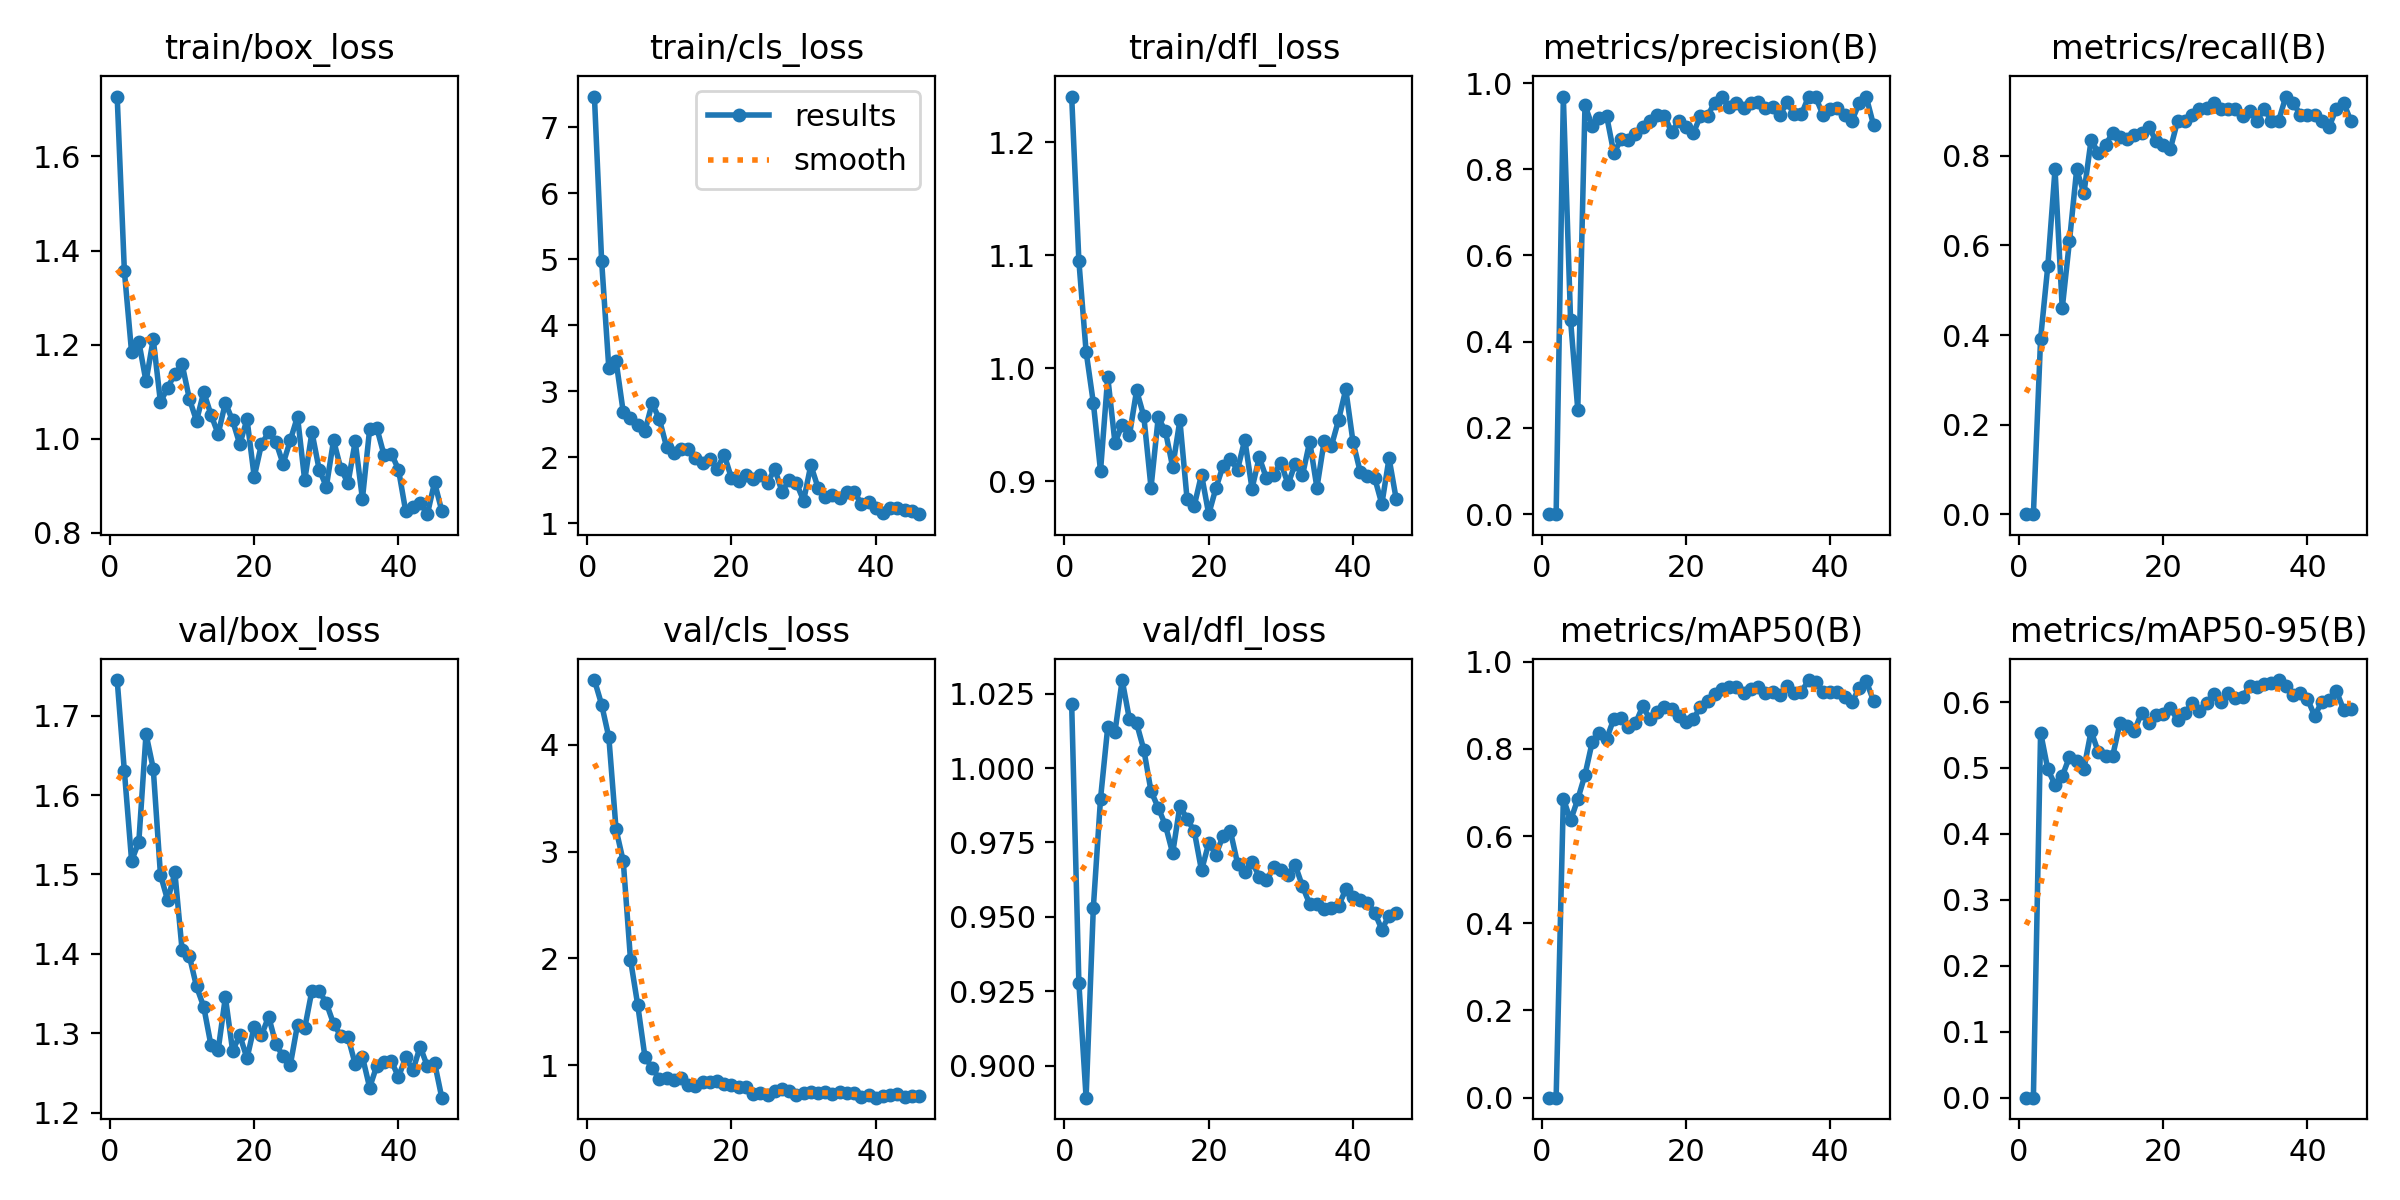 train/box_loss
1.6
1.4
1.2
1.0
0.8
0 20 40
train/cls_loss
results
smooth
7
6
5
4
3
2
1
0 20 40
train/dfl_loss
1.2
1.1
1.0
0.9
0 20 40
metrics/precision(B)
1.0
0.8
0.6
0.4
0.2
0.0
0 20 40
metrics/recall(B)
0.8
0.6
0.4
0.2
0.0
0 20 40
val/box_loss
1.7
1.6
1.5
1.4
1.3
1.2
0 20 40
val/cls_loss
4
3
2
1
0 20 40
val/dfl_loss
1.025
1.000
0.975
0.950
0.925
0.900
0 20 40
metrics/mAP50(B)
1.0
0.8
0.6
0.4
0.2
0.0
0 20 40
metrics/mAP50-95(B)
0.6
0.5
0.4
0.3
0.2
0.1
0.0
0 20 40